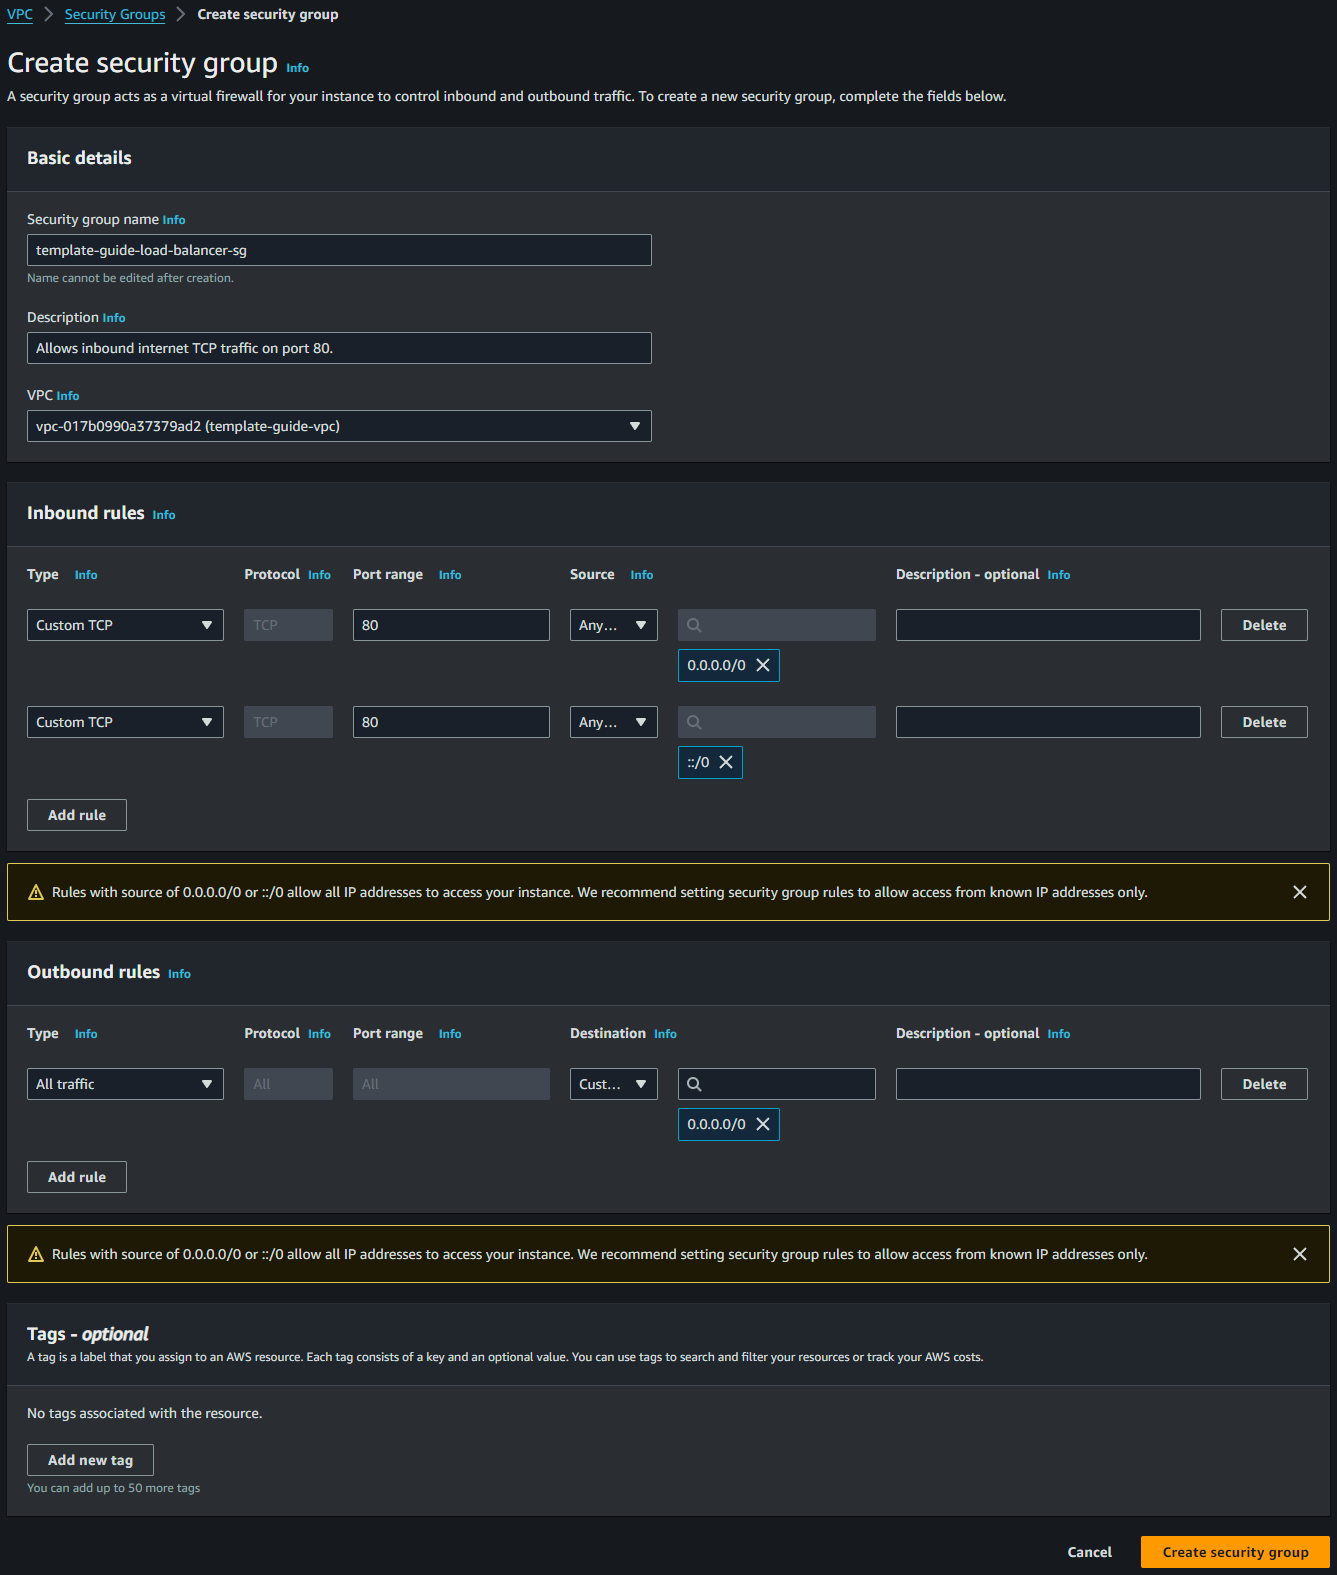 VPC > Security Groups > Create security group
Create security group Info
A security group acts as a virtual firewall for your instance to control inbound and outbound traffic. To create a new security group, complete the fields below.
Basic details
Security group name Info
template-guide-load-balancer-sg
Name cannot be edited after creation.
Description Info
Allows inbound internet TCP traffic on port 80.
VPC Info
vpc-017b0990a37379ad2 (template-guide-vpc)
Inbound rules Info
Type Info Protocol Info Port range Info Source Info Description - optional Info
Custom TCP TCP 80 Any... Delete
0.0.0.0/0
Custom TCP TCP 80 Any... Delete
::/0
Add rule
Rules with source of 0.0.0.0/0 or ::/0 allow all IP addresses to access your instance. We recommend setting security group rules to allow access from known IP addresses only.
Outbound rules Info
Type Info Protocol Info Port range Info Destination Info Description - optional Info
All traffic All All Cust... Delete
0.0.0.0/0
Add rule
Rules with source of 0.0.0.0/0 or ::/0 allow all IP addresses to access your instance. We recommend setting security group rules to allow access from known IP addresses only.
Tags - optional
A tag is a label that you assign to an AWS resource. Each tag consists of a key and an optional value. You can use tags to search and filter your resources or track your AWS costs.
No tags associated with the resource.
Add new tag
You can add up to 50 more tags
Cancel Create security group